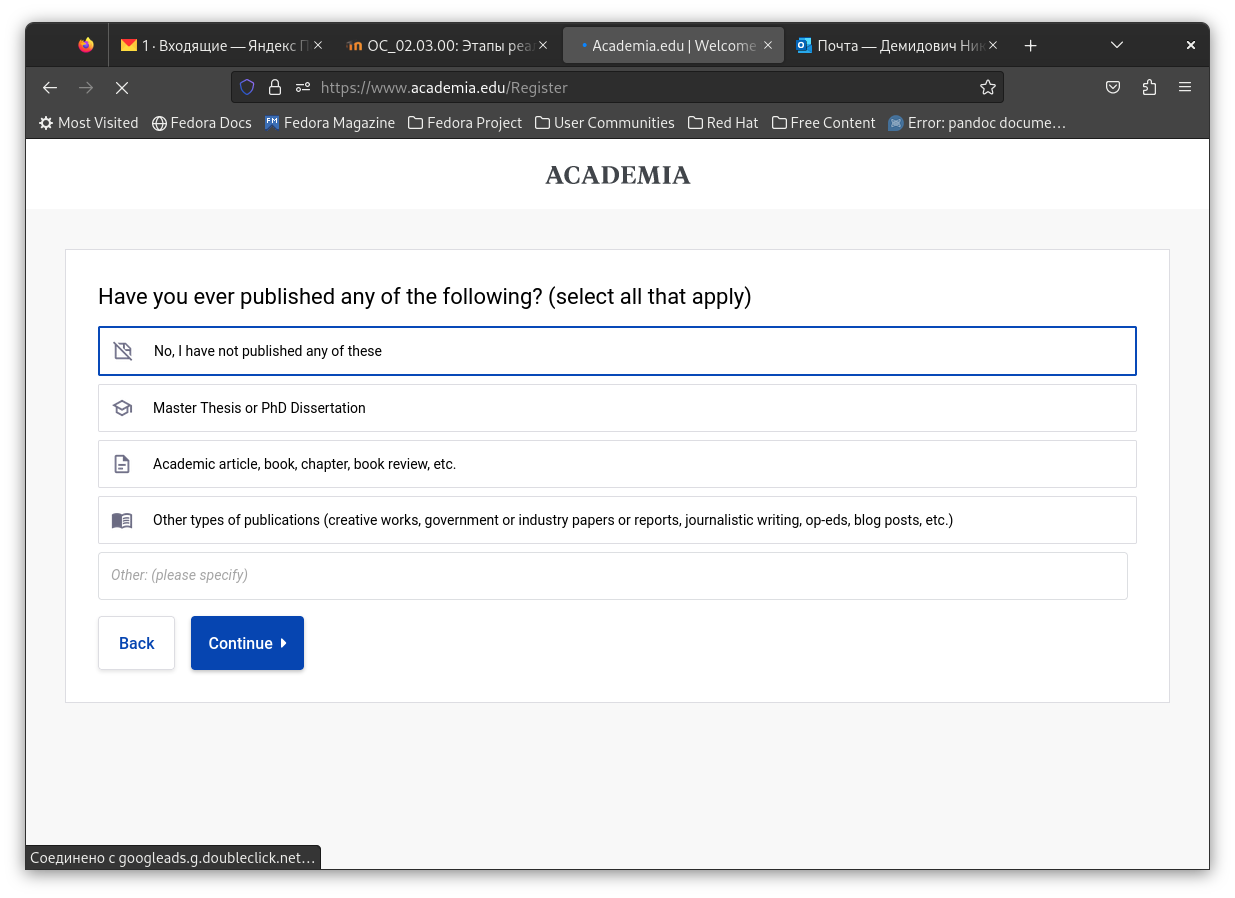 1 · Входящие — Яндекс П
ОС_02.03.00: Этапы реа
Academia.edu | Welcome
Почта — Демидович Ник
https://www.academia.edu/Register
Most Visited Fedora Docs FM Fedora Magazine Fedora Project User Communities Red Hat Free Content Error: pandoc docume…
ACADEMIA
Have you ever published any of the following? (select all that apply)
No, I have not published any of these
Master Thesis or PhD Dissertation
Academic article, book, chapter, book review, etc.
Other types of publications (creative works, government or industry papers or reports, journalistic writing, op-eds, blog posts, etc.)
Other: (please specify)
Back
Continue
Соединено с googleads.g.doubleclick.net…